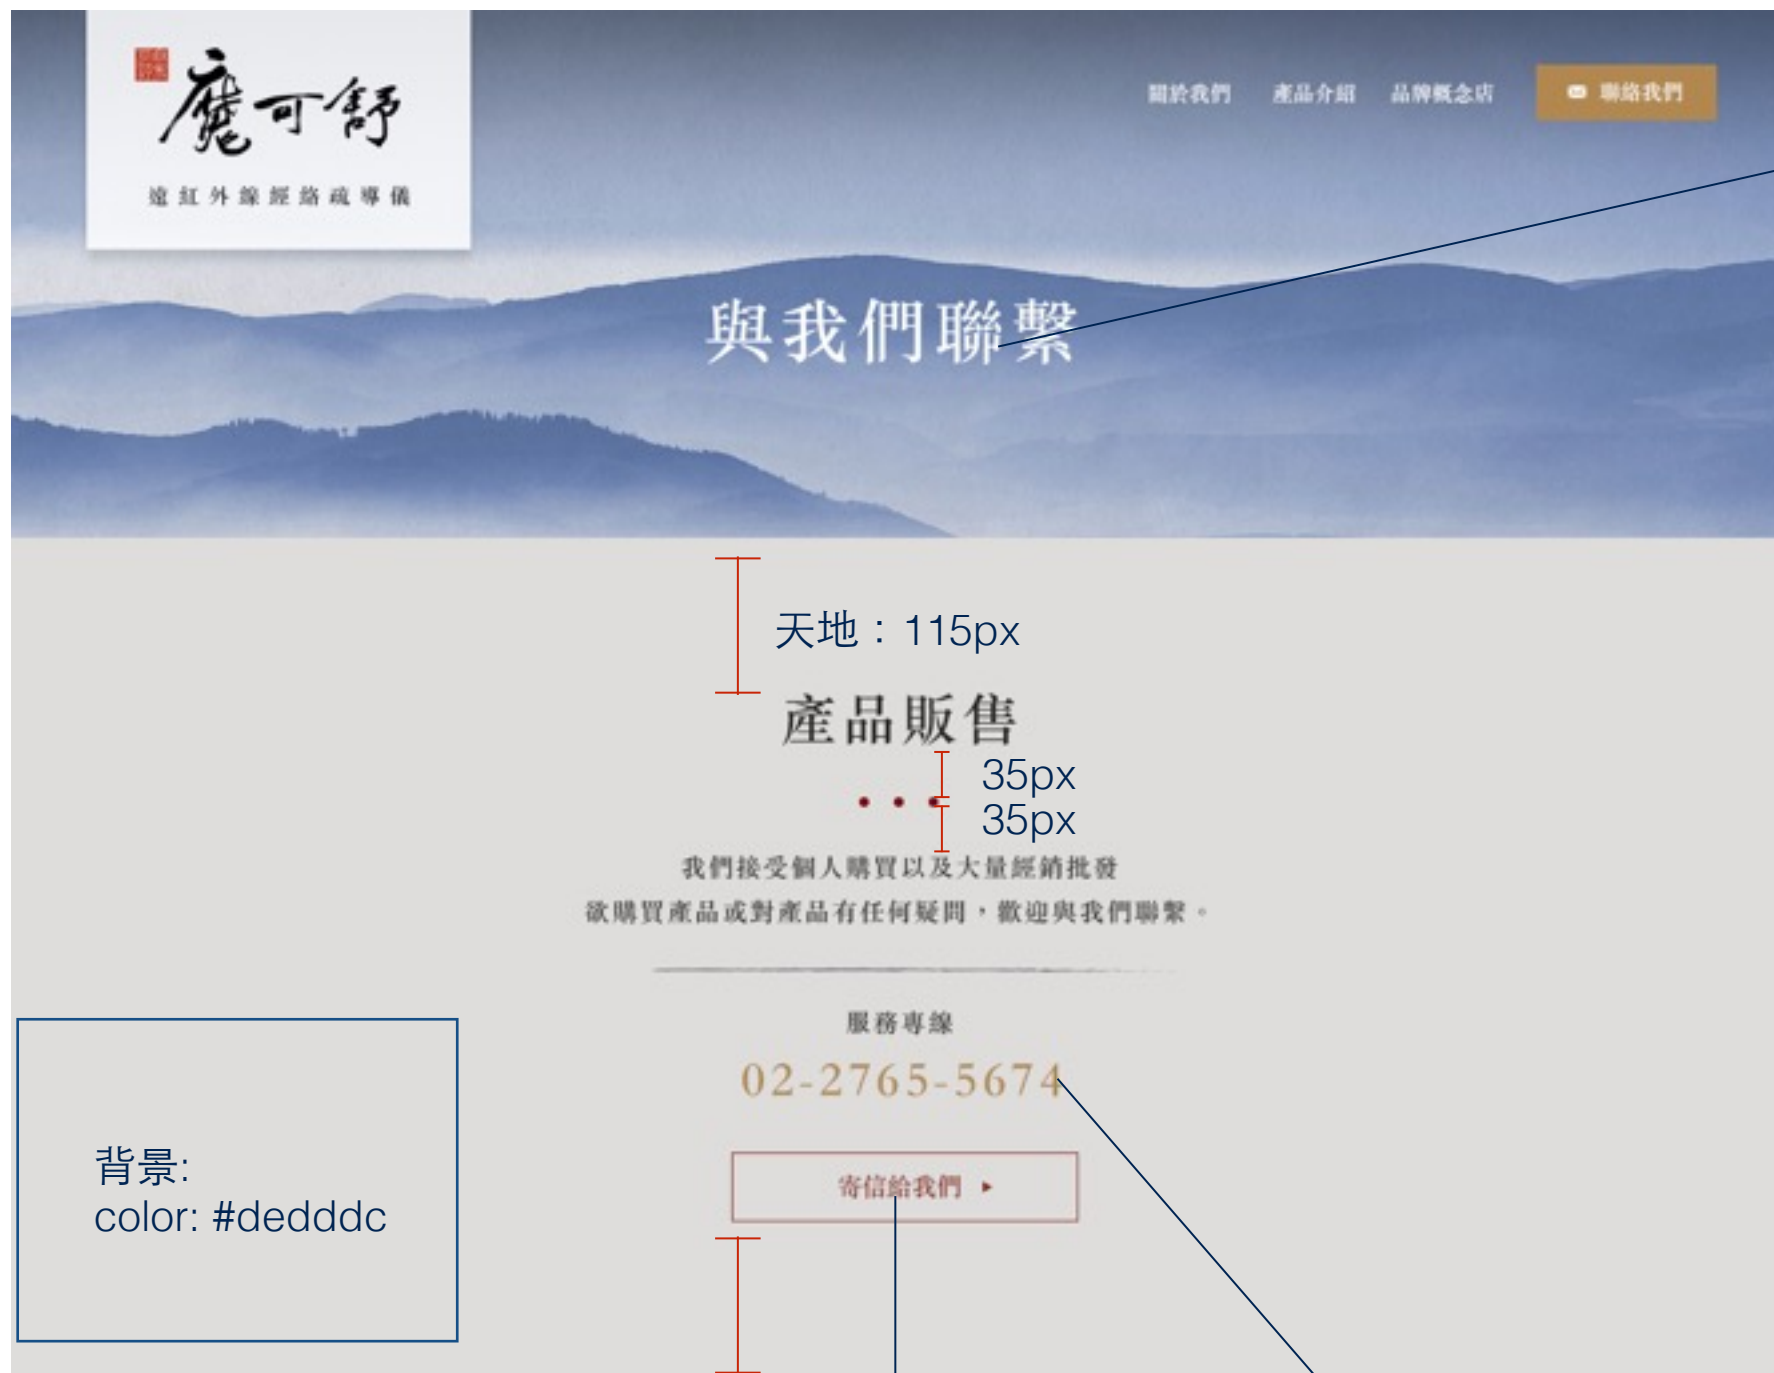 魔可舒
遠紅外線經絡疏導儀
關於我們 產品介紹 品牌概念店 聯絡我們
與我們聯繫
天地：115px
產品販售
35px
35px
我們接受個人購買以及大量經銷批發
欲購買產品或對產品有任何疑問，歡迎與我們聯繫。
服務專線
02-2765-5674
寄信給我們
背景:
color: #dedddc